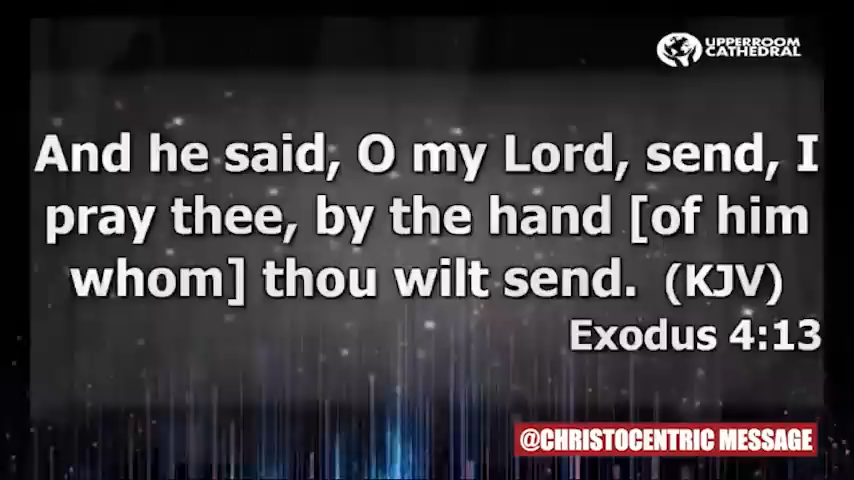 UPPERROOM
CATHEDRAL
And he said, O my Lord, send, I
pray thee, by the hand [of him
whom] thou wilt send. (KJV)
Exodus 4:13
@CHRISTOCENTRIC MESSAGE